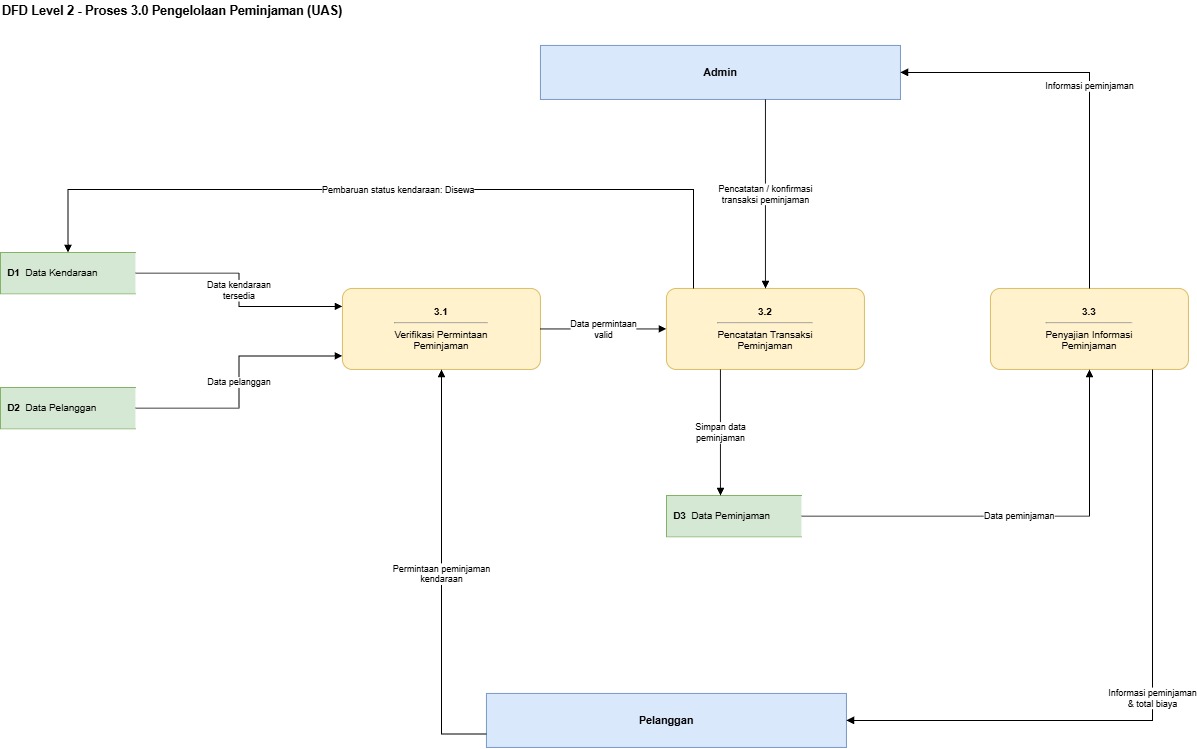 DFD Level 2 - Proses 3.0 Pengelolaan Peminjaman (UAS)
Admin
Informasi peminjaman
Pembaruan status kendaraan: Disewa
Pencatatan / konfirmasi
transaksi peminjaman
D1 Data Kendaraan
Data kendaraan
tersedia
3.1
Verifikasi Permintaan
Peminjaman
Data permintaan
valid
3.2
Pencatatan Transaksi
Peminjaman
3.3
Penyajian Informasi
Peminjaman
Data pelanggan
D2 Data Pelanggan
Simpan data
peminjaman
D3 Data Peminjaman
Data peminjaman
Permintaan peminjaman
kendaraan
Informasi peminjaman
& total biaya
Pelanggan